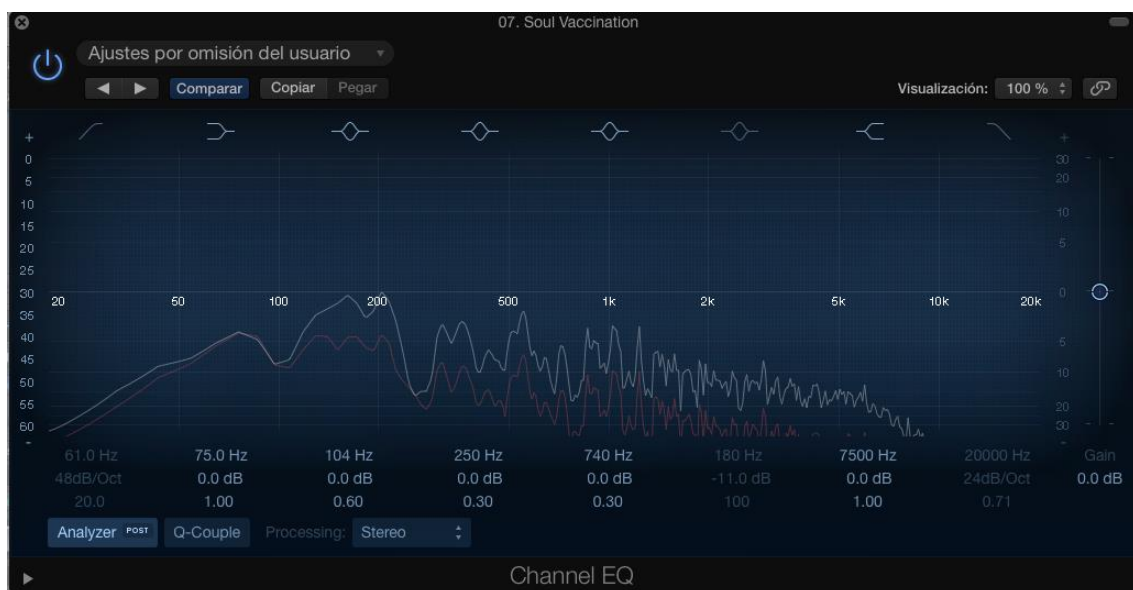 07. Soul Vaccination
Ajustes por omisión del usuario
Comparar Copiar Pegar Visualización: 100 %
+ +
0 30
5 20
10 10
15
20 5
25
30 20 50 100 200 500 1k 2k 5k 10k 20k 0
35
40 5
45
50 10
55 20
60 30
- -
61.0 Hz 75.0 Hz 104 Hz 250 Hz 740 Hz 180 Hz 7500 Hz 20000 Hz Gain
48dB/Oct 0.0 dB 0.0 dB 0.0 dB 0.0 dB -11.0 dB 0.0 dB 24dB/Oct 0.0 dB
20.0 1.00 0.60 0.30 0.30 100 1.00 0.71
Analyzer POST Q-Couple Processing: Stereo
Channel EQ